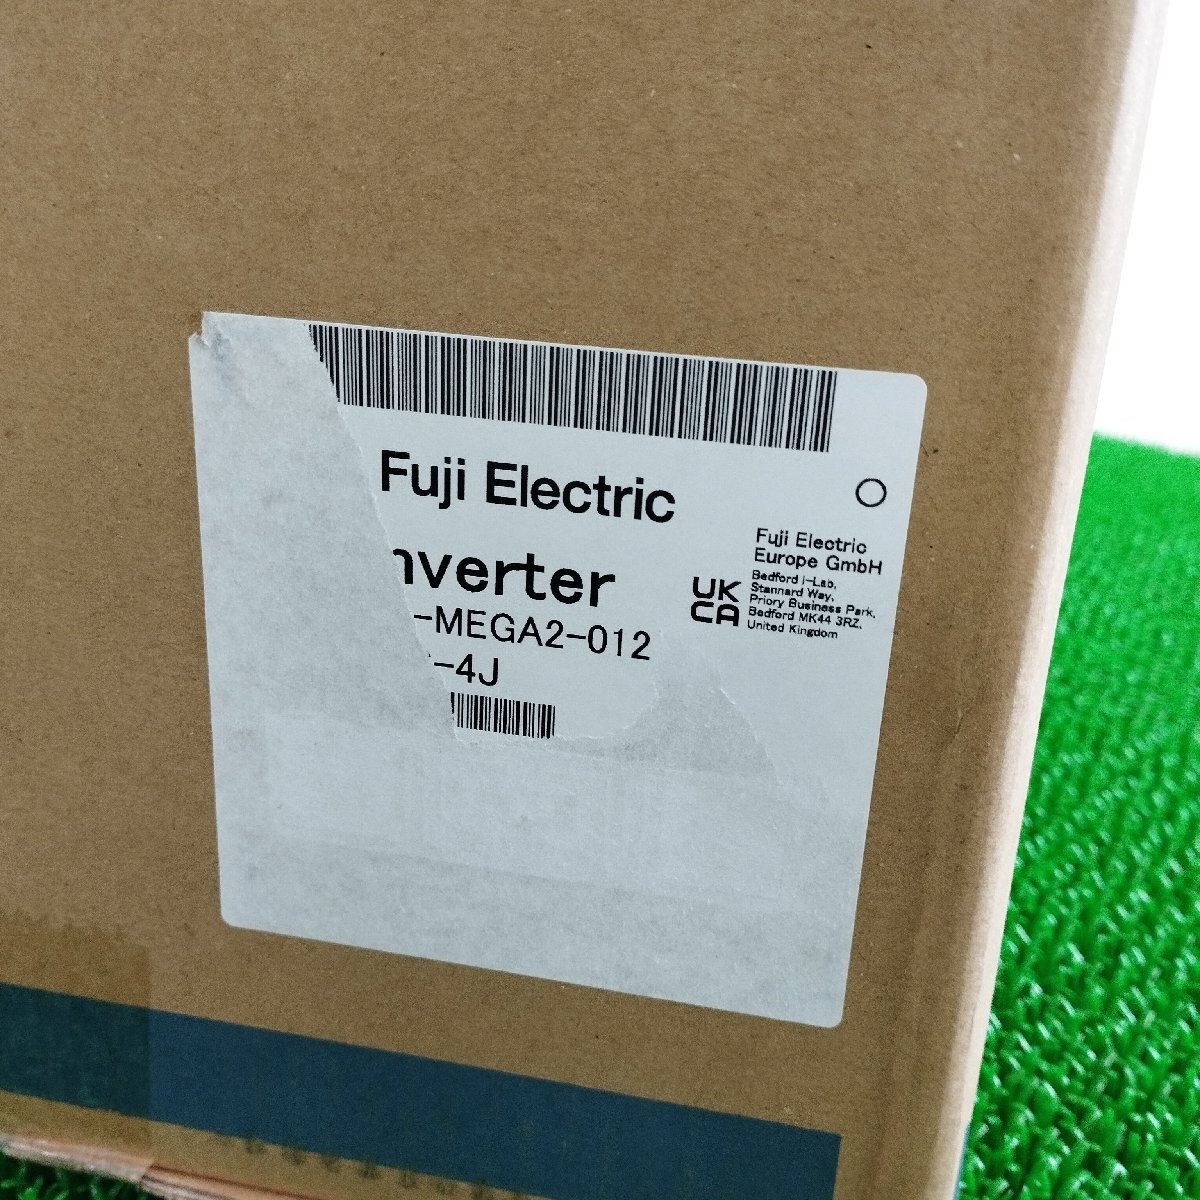 Fuji Electric
nverter
-MEGA2-012
-4J
UK
CA
Fuji Electric
Europe GmbH
Bedford i-Lab,
Stannard Way,
Priory Business Park,
Bedford MK44 3RZ,
United Kingdom